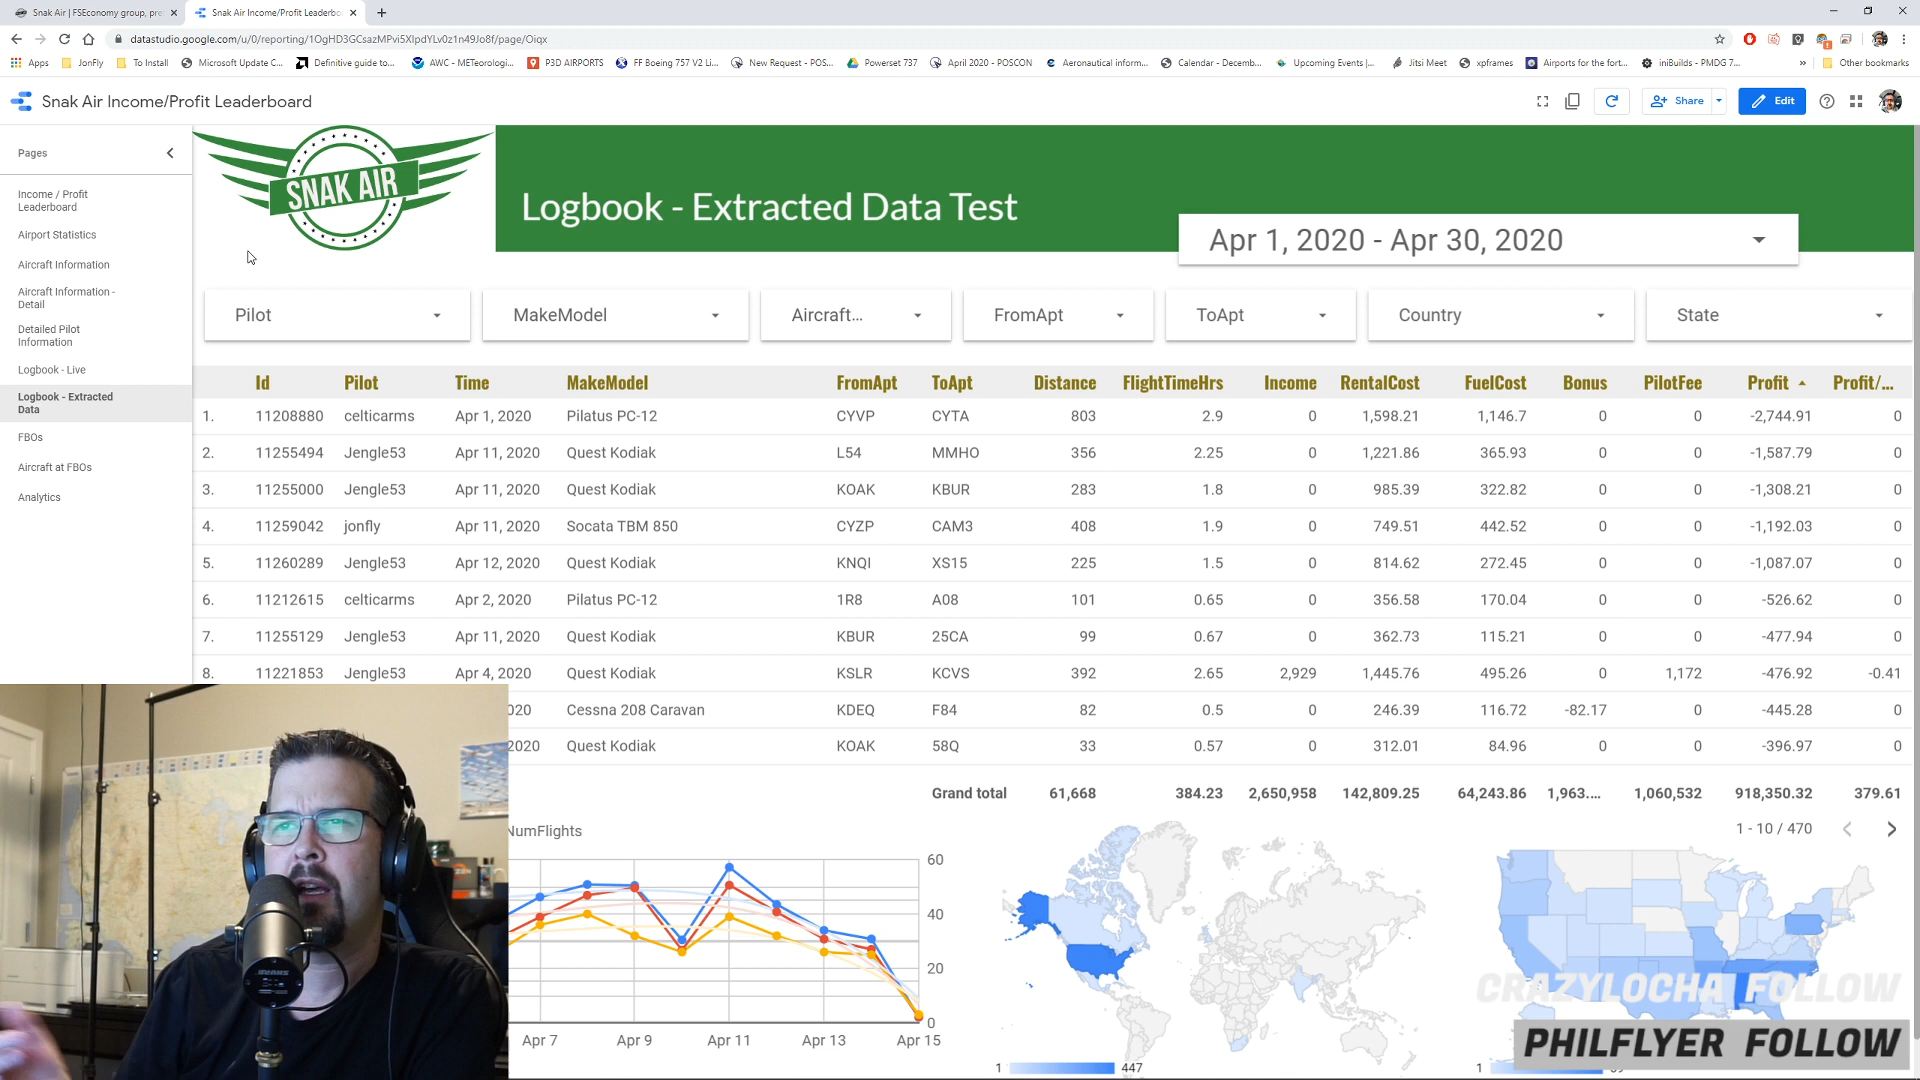 Snak Air | FSEconomy group, pre
Snak Air Income/Profit Leaderbo
datastudio.google.com/u/0/reporting/1OgHD3GCsazMPvi5XlpdYLv0z1n49Jo8f/page/Oiqx
Apps JonFly To Install Microsoft Update C... Definitive guide to... AWC - METeorologi... P3D AIRPORTS FF Boeing 757 V2 Li... New Request - POS... Powerset 737 April 2020 - POSCON Aeronautical inform... Calendar - Decemb... Upcoming Events |... Jitsi Meet xpframes Airports for the fort... iniBuilds - PMDG 7... » Other bookmarks
Snak Air Income/Profit Leaderboard
Share
Edit
Pages
Income / Profit
Leaderboard
Airport Statistics
Aircraft Information
Aircraft Information -
Detail
Detailed Pilot
Information
Logbook - Live
Logbook - Extracted
Data
FBOs
Aircraft at FBOs
Analytics
SNAK AIR
Logbook - Extracted Data Test
Apr 1, 2020 - Apr 30, 2020
Pilot MakeModel Aircraft... FromApt ToApt Country State
Id Pilot Time MakeModel FromApt ToApt Distance FlightTimeHrs Income RentalCost FuelCost Bonus PilotFee Profit Profit/...
1. 11208880 celticarms Apr 1, 2020 Pilatus PC-12 CYVP CYTA 803 2.9 0 1,598.21 1,146.7 0 0 -2,744.91 0
2. 11255494 Jengle53 Apr 11, 2020 Quest Kodiak L54 MMHO 356 2.25 0 1,221.86 365.93 0 0 -1,587.79 0
3. 11255000 Jengle53 Apr 11, 2020 Quest Kodiak KOAK KBUR 283 1.8 0 985.39 322.82 0 0 -1,308.21 0
4. 11259042 jonfly Apr 11, 2020 Socata TBM 850 CYZP CAM3 408 1.9 0 749.51 442.52 0 0 -1,192.03 0
5. 11260289 Jengle53 Apr 12, 2020 Quest Kodiak KNQI XS15 225 1.5 0 814.62 272.45 0 0 -1,087.07 0
6. 11212615 celticarms Apr 2, 2020 Pilatus PC-12 1R8 A08 101 0.65 0 356.58 170.04 0 0 -526.62 0
7. 11255129 Jengle53 Apr 11, 2020 Quest Kodiak KBUR 25CA 99 0.67 0 362.73 115.21 0 0 -477.94 0
8. 11221853 Jengle53 Apr 4, 2020 Quest Kodiak KSLR KCVS 392 2.65 2,929 1,445.76 495.26 0 1,172 -476.92 -0.41
020 Cessna 208 Caravan KDEQ F84 82 0.5 0 246.39 116.72 -82.17 0 -445.28 0
2020 Quest Kodiak KOAK 58Q 33 0.57 0 312.01 84.96 0 0 -396.97 0
Grand total 61,668 384.23 2,650,958 142,809.25 64,243.86 1,963.... 1,060,532 918,350.32 379.61
1 - 10 / 470
NumFlights
60
40
20
0
Apr 7 Apr 9 Apr 11 Apr 13 Apr 15
1 447
1
CRAZYLOCHA FOLLOW
PHILFLYER FOLLOW